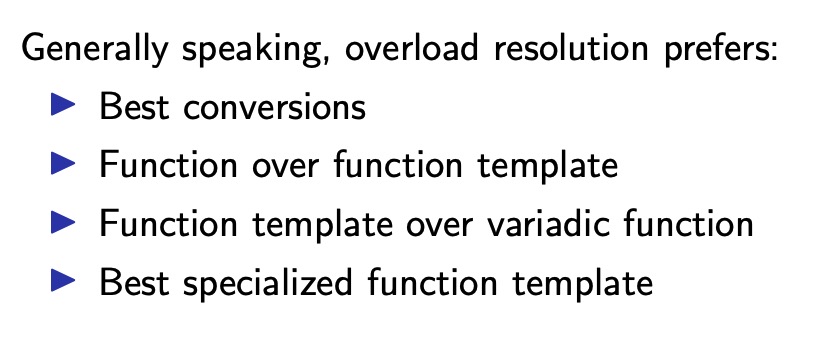 Generally speaking, overload resolution prefers:
Best conversions
Function over function template
Function template over variadic function
Best specialized function template